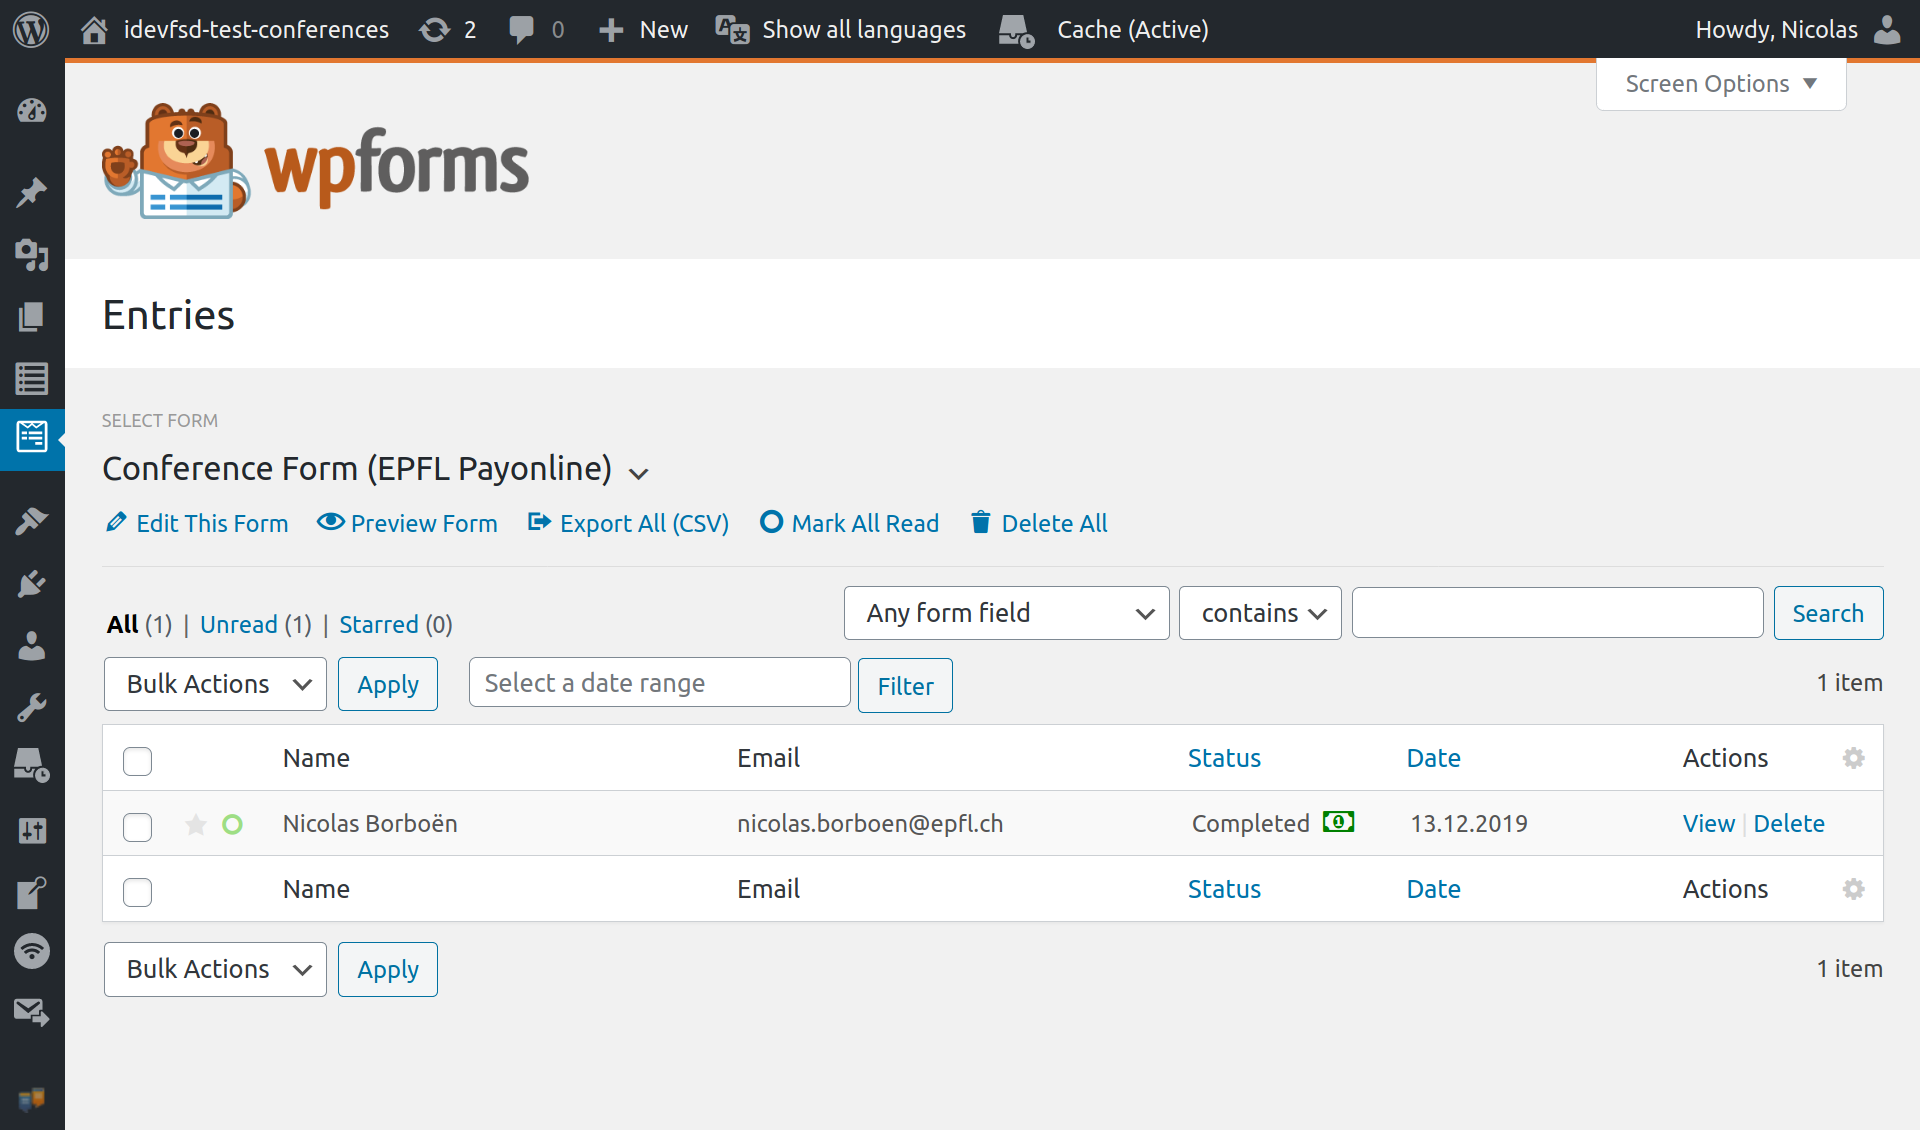 idevfsd-test-conferences 2 0 New Show all languages Cache (Active) Howdy, Nicolas
Screen Options
wpforms
Entries
SELECT FORM
Conference Form (EPFL Payonline)
Edit This Form Preview Form Export All (CSV) Mark All Read Delete All
All (1) | Unread (1) | Starred (0) Any form field contains Search
Bulk Actions Apply Select a date range Filter 1 item
Name Email Status Date Actions
Nicolas Borboën nicolas.borboen@epfl.ch Completed 1 13.12.2019 View | Delete
Name Email Status Date Actions
Bulk Actions Apply 1 item